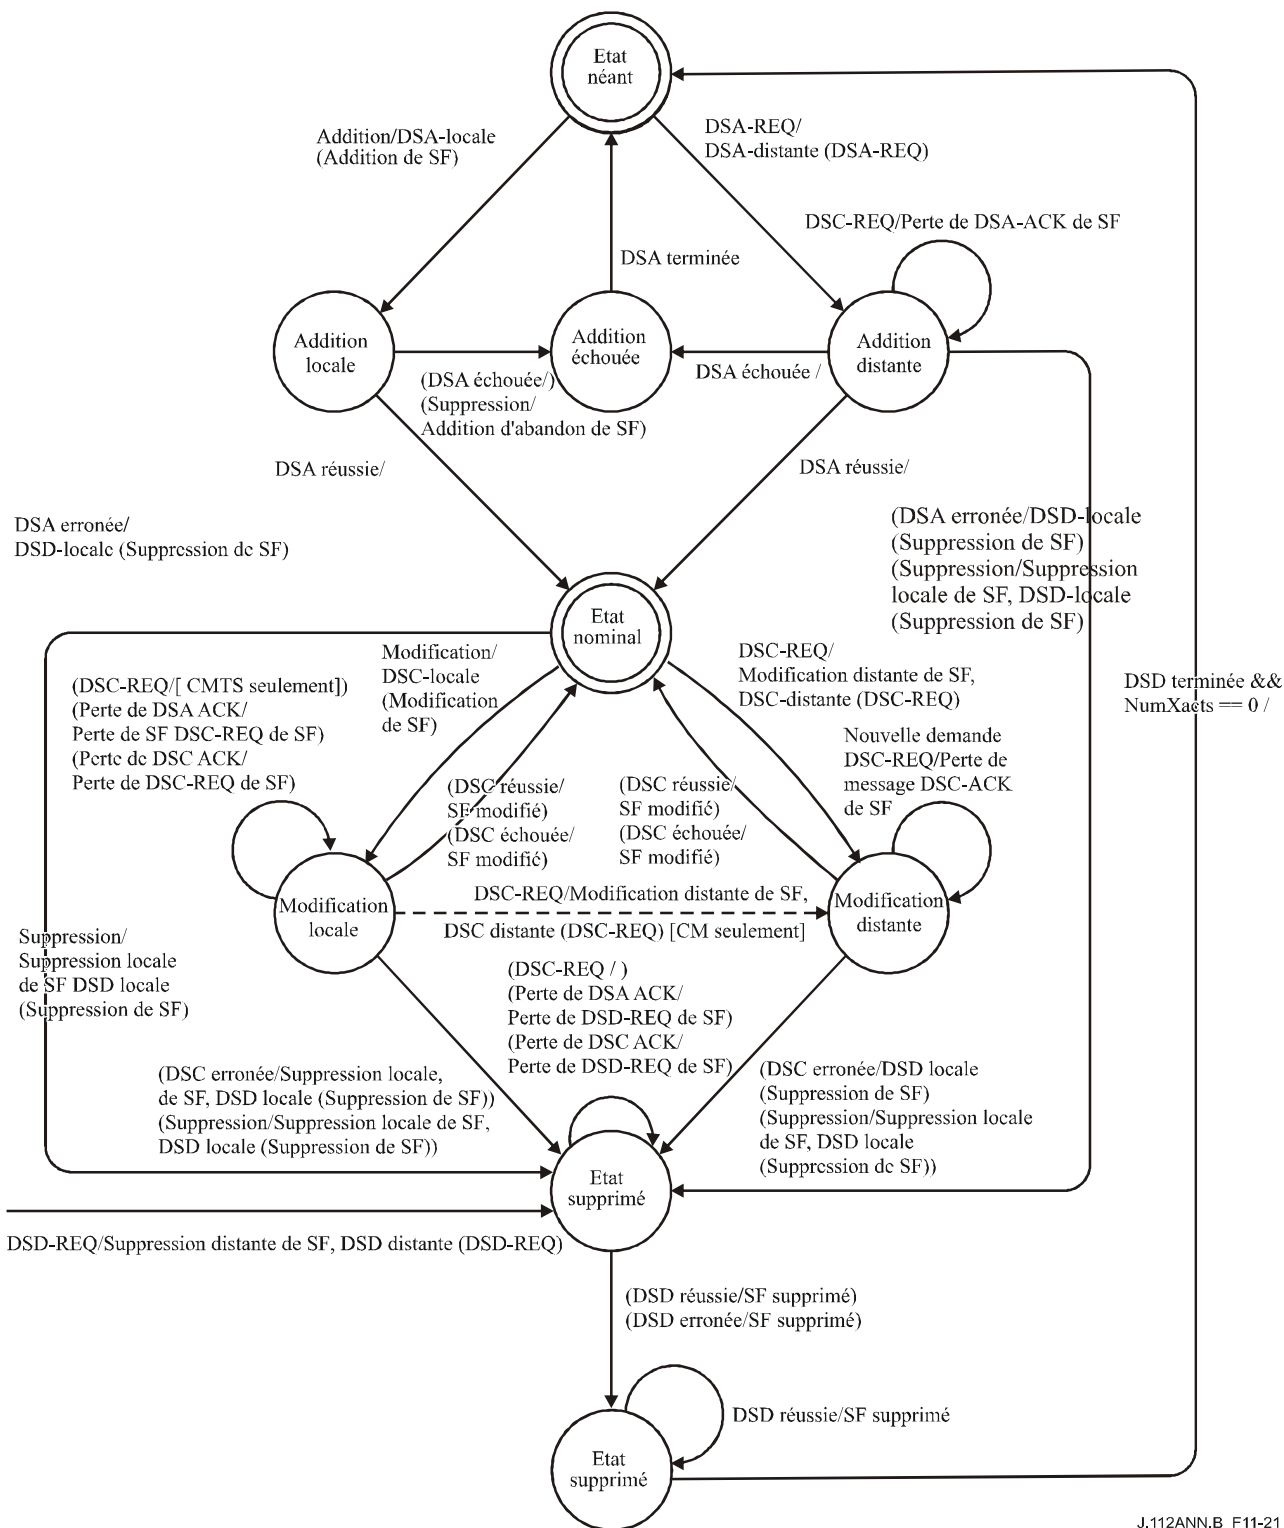 Etat
néant
Addition/DSA-locale
(Addition de SF)
DSA-REQ/
DSA-distante (DSA-REQ)
DSC-REQ/Perte de DSA-ACK de SF
DSA terminée
Addition
locale
Addition
échouée
Addition
distante
(DSA échouée/)
(Suppression/
Addition d'abandon de SF)
DSA échouée /
DSA réussie/
DSA réussie/
DSA erronée/
DSD-locale (Suppression de SF)
(DSA erronée/DSD-locale
(Suppression de SF)
(Suppression/Suppression
locale de SF, DSD-locale
(Suppression de SF)
Etat
nominal
Modification/
DSC-locale
(Modification
de SF)
DSC-REQ/
Modification distante de SF,
DSC-distante (DSC-REQ)
(DSC-REQ/[ CMTS seulement])
(Perte de DSA ACK/
Perte de SF DSC-REQ de SF)
(Perte de DSC ACK/
Perte de DSC-REQ de SF)
DSD terminée &&
NumXacts == 0 /
Nouvelle demande
DSC-REQ/Perte de
message DSC-ACK
de SF
(DSC réussie/
SF modifié)
(DSC échouée/
SF modifié)
(DSC réussie/
SF modifié)
(DSC échouée/
SF modifié)
Modification
locale
DSC-REQ/Modification distante de SF,
DSC distante (DSC-REQ) [CM seulement]
Modification
distante
Suppression/
Suppression locale
de SF DSD locale
(Suppression de SF)
(DSC-REQ / )
(Perte de DSA ACK/
Perte de DSD-REQ de SF)
(Perte de DSC ACK/
Perte de DSD-REQ de SF)
(DSC erronée/Suppression locale,
de SF, DSD locale (Suppression de SF))
(Suppression/Suppression locale de SF,
DSD locale (Suppression de SF))
(DSC erronée/DSD locale
(Suppression de SF)
(Suppression/Suppression locale
de SF, DSD locale
(Suppression de SF))
Etat
supprimé
DSD-REQ/Suppression distante de SF, DSD distante (DSD-REQ)
(DSD réussie/SF supprimé)
(DSD erronée/SF supprimé)
DSD réussie/SF supprimé
Etat
supprimé
J.112ANN.B_F11-21